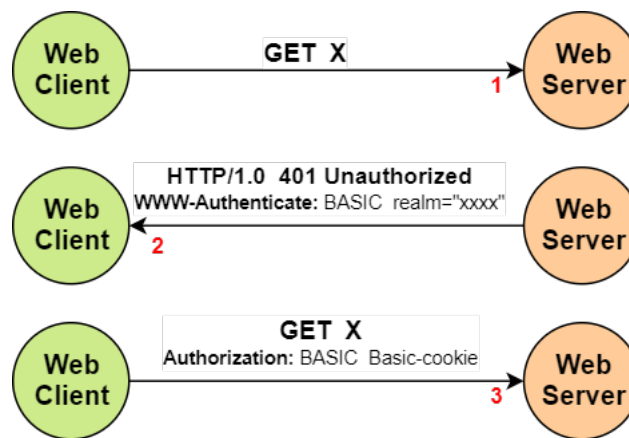 Web
Client
GET X
1
Web
Server
Web
Client
HTTP/1.0 401 Unauthorized
WWW-Authenticate: BASIC realm="xxxx"
2
Web
Server
Web
Client
GET X
Authorization: BASIC Basic-cookie
3
Web
Server